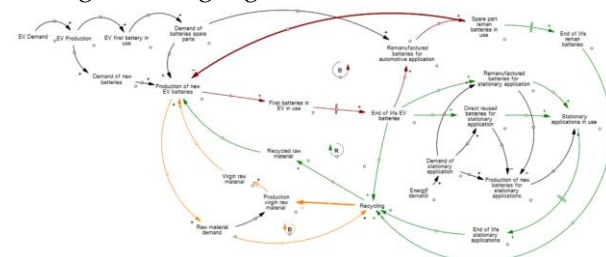 EV Demand
EV Production
EV first battery in
use
Demand of
batteries spare
parts
Demand of new
batteries
Production of new
EV batteries
First batteries in
EV in use
End of life EV
batteries
Remanufactured
batteries for
automotive application
Spare part
reman
batteries in
use
End of life
reman
batteries
Remanufactured
batteries for
stationary application
Direct reused
batteries for
stationary
application
Stationary
applications in use
Demand of
stationary
application
Production of new
batteries for
stationary
applications
Energy
demand
End of life
stationary
applications
Recycling
Recycled raw
material
Virgin raw
material
Production
virgin raw
material
Raw material
demand
B
R
B